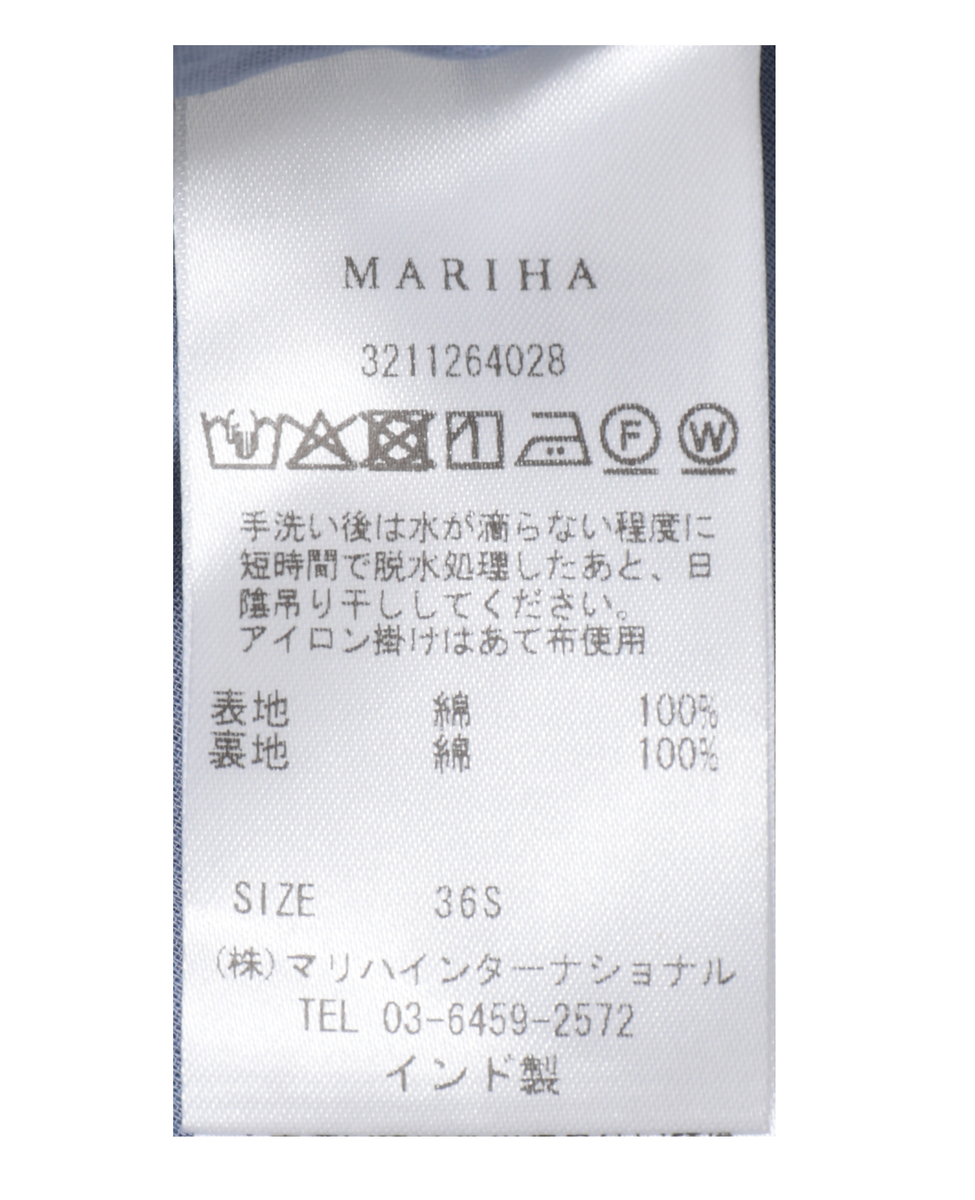 MARIHA
3211264028
F W
手洗い後は水が滴らない程度に
短時間で脱水処理したあと、日
陰吊り干ししてください。
アイロン掛けはあて布使用
表地 綿 100%
裏地 綿 100%
SIZE 36S
(株)マリハインターナショナル
TEL 03-6459-2572
インド製